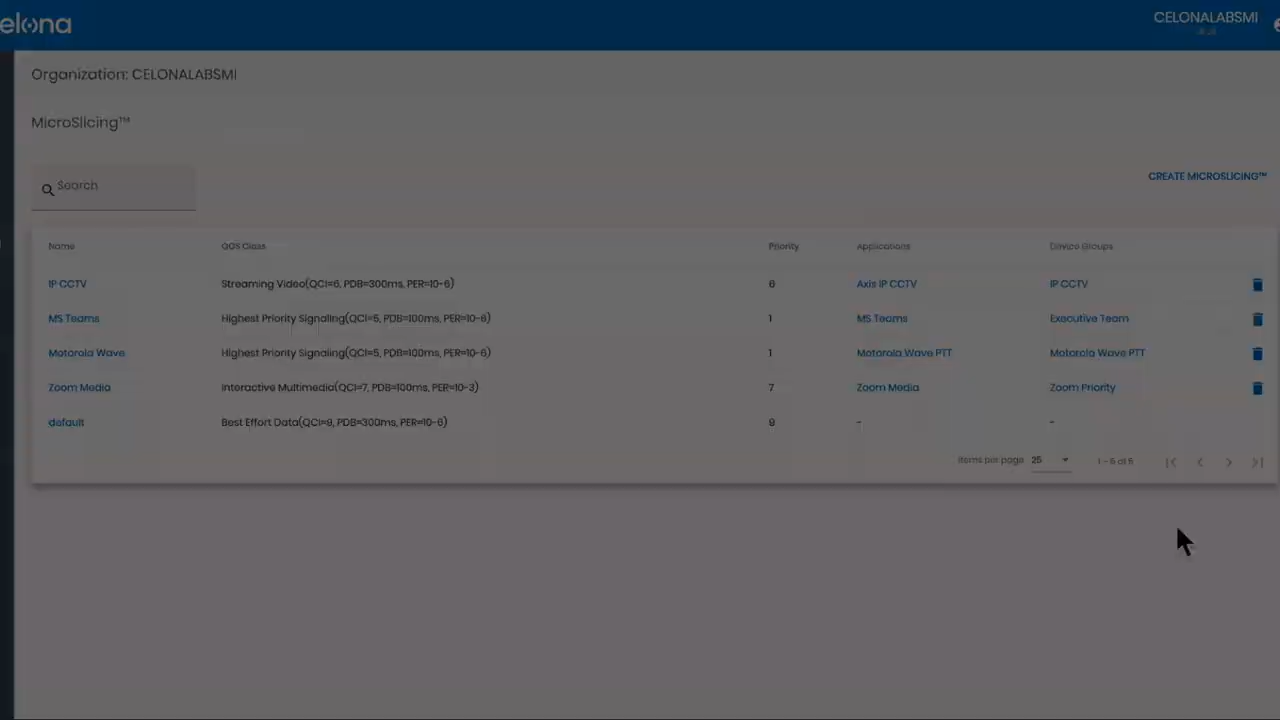 elona
CELONALABSMI
Organization: CELONALABSMI
MicroSlicing™
Search
CREATE MICROSLICING™
Name QOS Class Priority Applications Device Groups
IP CCTV Streaming Video(QCI=6, PDB=300ms, PER=10-6) 6 Axis IP CCTV IP CCTV
MS Teams Highest Priority Signaling(QCI=5, PDB=100ms, PER=10-6) 1 MS Teams Executive Team
Motorola Wave Highest Priority Signaling(QCI=5, PDB=100ms, PER=10-6) 1 Motorola Wave PTT Motorola Wave PTT
Zoom Media Interactive Multimedia(QCI=7, PDB=100ms, PER=10-3) 7 Zoom Media Zoom Priority
default Best Effort Data(QCI=9, PDB=300ms, PER=10-6) 9 - -
Items per page 25 1 - 5 of 5